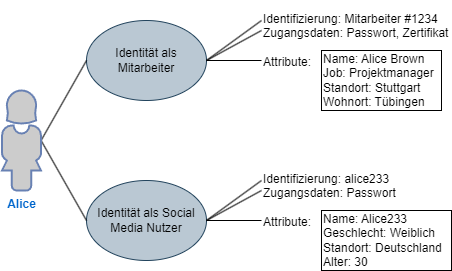 Identifizierung: Mitarbeiter #1234
Zugangsdaten: Passwort, Zertifikat
Identität als
Mitarbeiter
Attribute:
Name: Alice Brown
Job: Projektmanager
Standort: Stuttgart
Wohnort: Tübingen
Alice
Identifizierung: alice233
Zugangsdaten: Passwort
Identität als Social
Media Nutzer
Attribute:
Name: Alice233
Geschlecht: Weiblich
Standort: Deutschland
Alter: 30